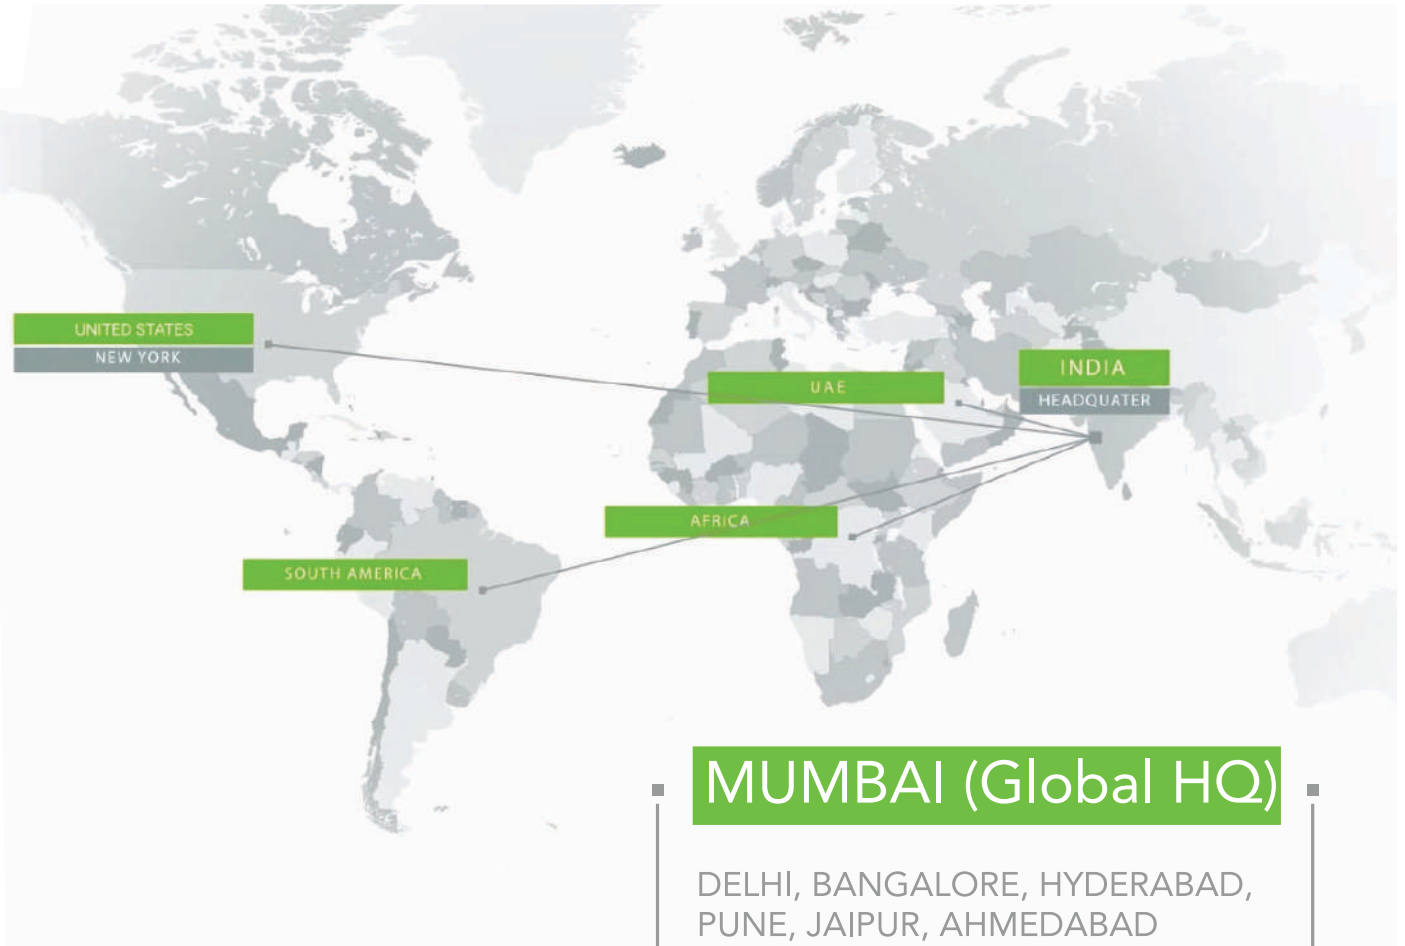 UNITED STATES
NEW YORK
INDIA
HEADQUATER
UAE
AFRICA
SOUTH AMERICA
MUMBAI (Global HQ)
DELHI, BANGALORE, HYDERABAD,
PUNE, JAIPUR, AHMEDABAD